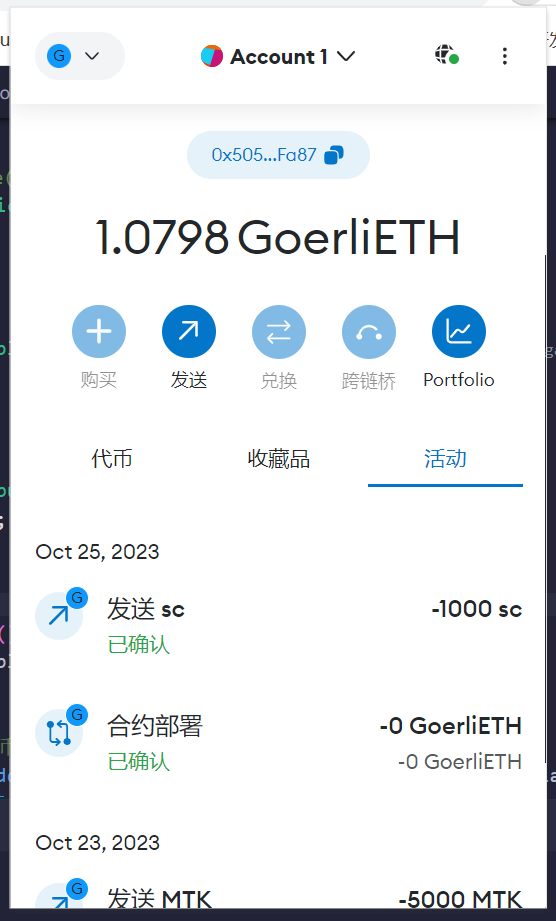 G
Account 1
0x505...Fa87
1.0798 GoerliETH
购买 发送 兑换 跨链桥 Portfolio
代币 收藏品 活动
Oct 25, 2023
G
发送 sc -1000 sc
已确认
G
合约部署 -0 GoerliETH
已确认 -0 GoerliETH
Oct 23, 2023
G
发送 MTK -5000 MTK